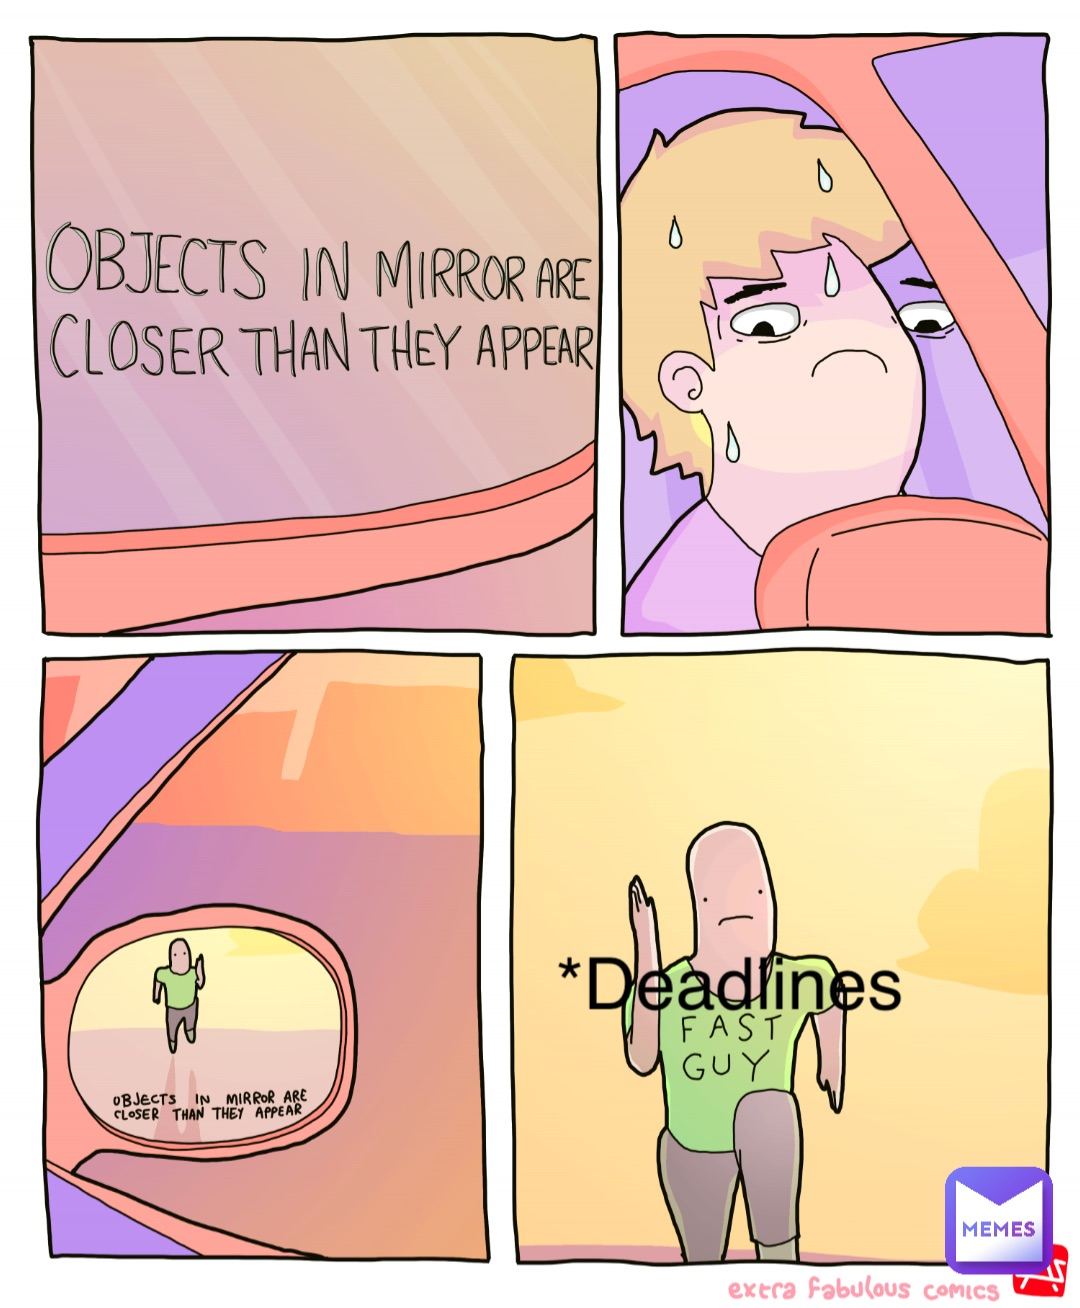 OBJECTS IN MIRROR ARE
CLOSER THAN THEY APPEAR
OBJECTS IN MIRROR ARE
CLOSER THAN THEY APPEAR
*Deadlines
FAST
GUY
MEMES
extra fabulous comics